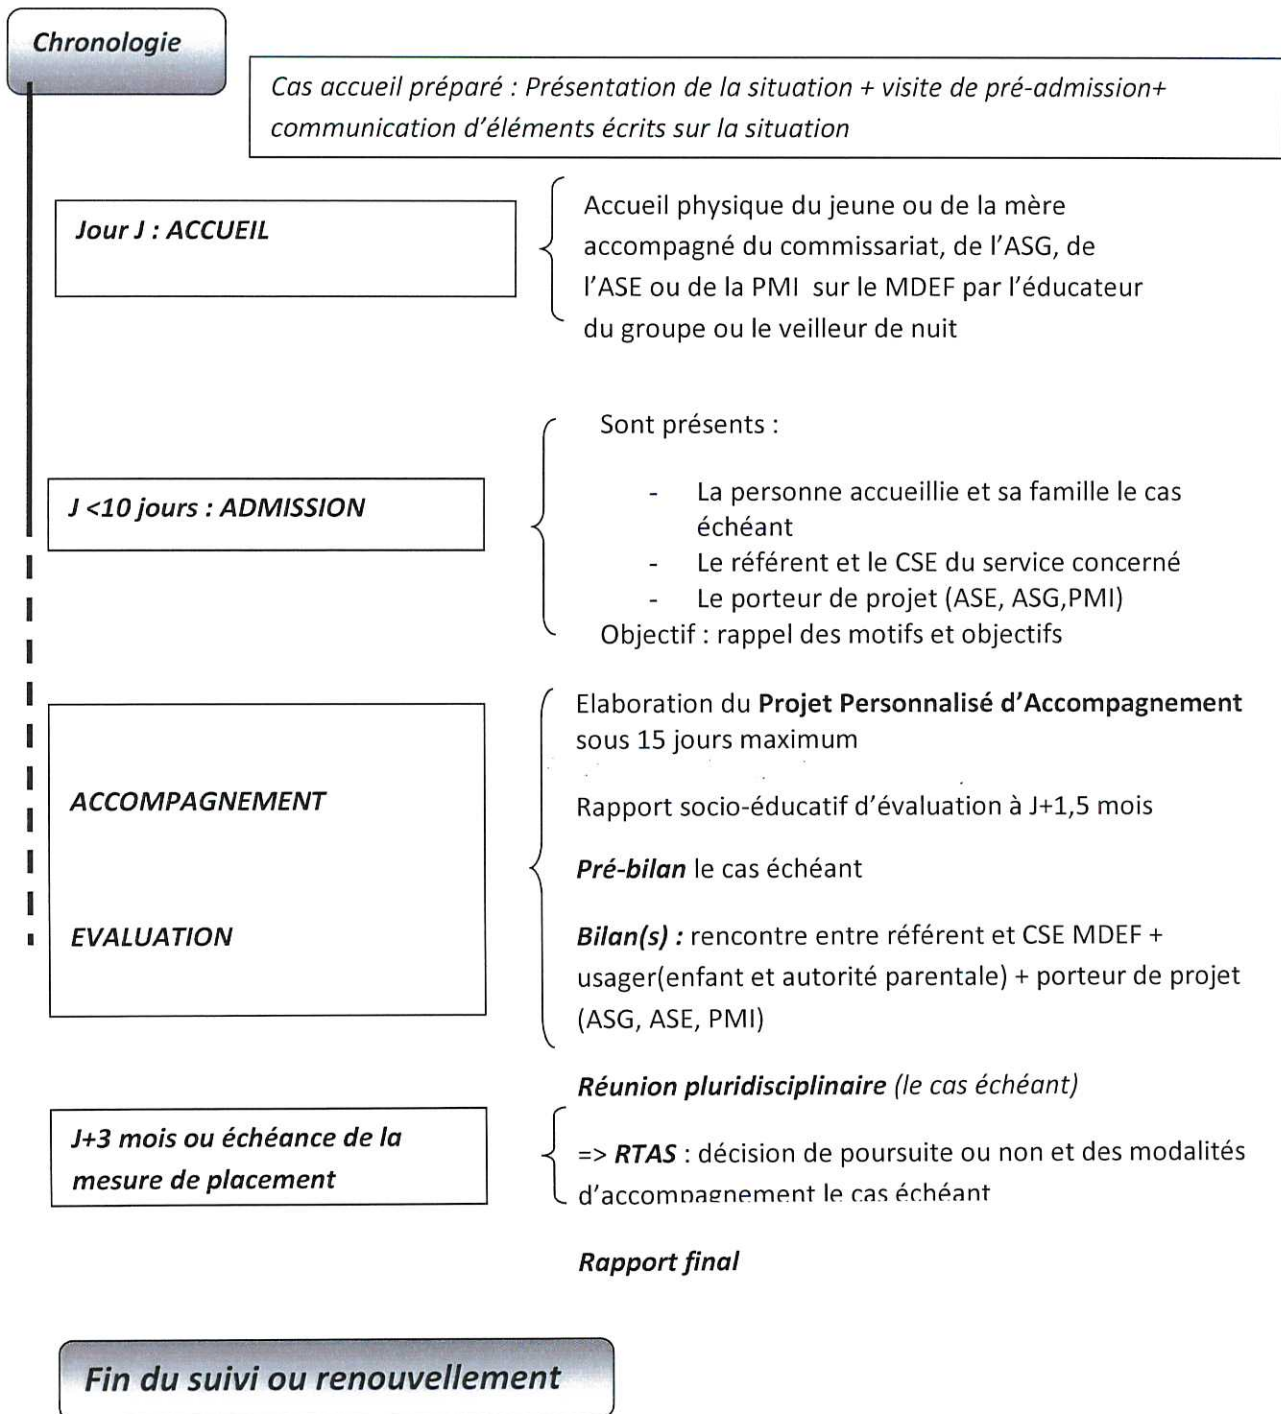 Chronologie
Cas accueil préparé : Présentation de la situation + visite de pré-admission+
communication d'éléments écrits sur la situation
Jour J : ACCUEIL
Accueil physique du jeune ou de la mère
accompagné du commissariat, de l'ASG, de
l'ASE ou de la PMI sur le MDEF par l'éducateur
du groupe ou le veilleur de nuit
J <10 jours : ADMISSION
Sont présents :
- La personne accueillie et sa famille le cas
échéant
- Le référent et le CSE du service concerné
- Le porteur de projet (ASE, ASG,PMI)
Objectif : rappel des motifs et objectifs
ACCOMPAGNEMENT
EVALUATION
Elaboration du Projet Personnalisé d'Accompagnement
sous 15 jours maximum
Rapport socio-éducatif d'évaluation à J+1,5 mois
Pré-bilan le cas échéant
Bilan(s) : rencontre entre référent et CSE MDEF +
usager(enfant et autorité parentale) + porteur de projet
(ASG, ASE, PMI)
Réunion pluridisciplinaire (le cas échéant)
J+3 mois ou échéance de la
mesure de placement
=> RTAS : décision de poursuite ou non et des modalités
d'accompagnement le cas échéant
Rapport final
Fin du suivi ou renouvellement